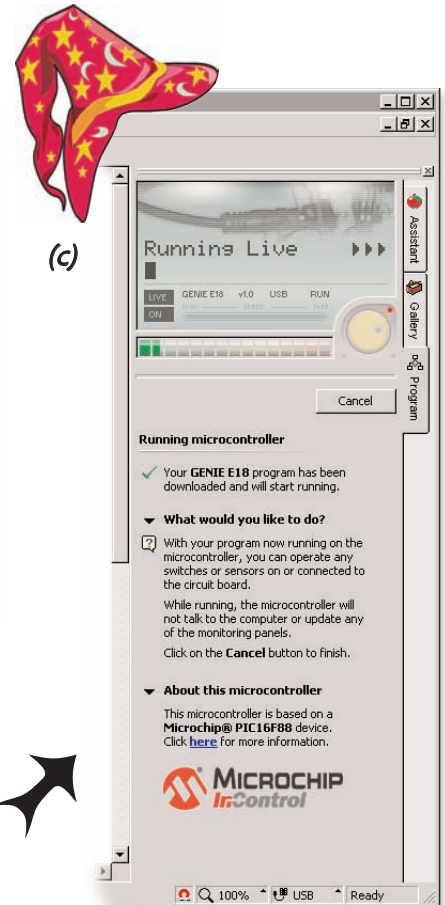 (c)
Running Live
LIVE
GENIE E18 v1.0 USB RUN
ON
Assistant
Gallery
Program
Cancel
Running microcontroller
Your GENIE E18 program has been
downloaded and will start running.
What would you like to do?
With your program now running on the
microcontroller, you can operate any
switches or sensors on or connected to
the circuit board.
While running, the microcontroller will
not talk to the computer or update any
of the monitoring panels.
Click on the Cancel button to finish.
About this microcontroller
This microcontroller is based on a
Microchip® PIC16F88 device.
Click here for more information.
MICROCHIP
InControl
100% USB Ready